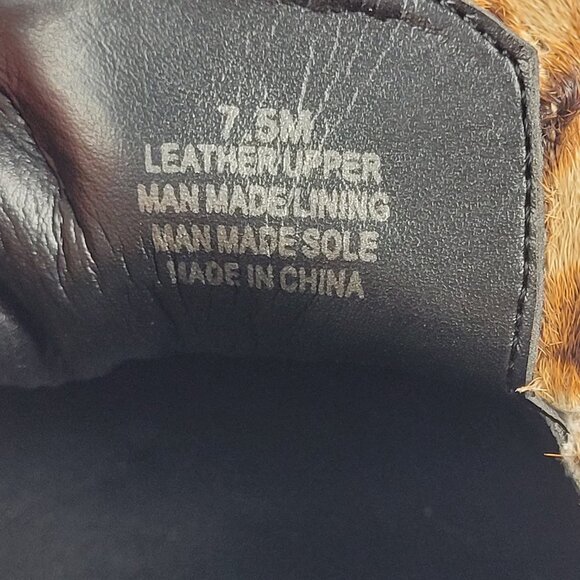 7.5M
LEATHER/UPPER
MAN MADE/LINING
MAN MADE SOLE
MADE IN CHINA